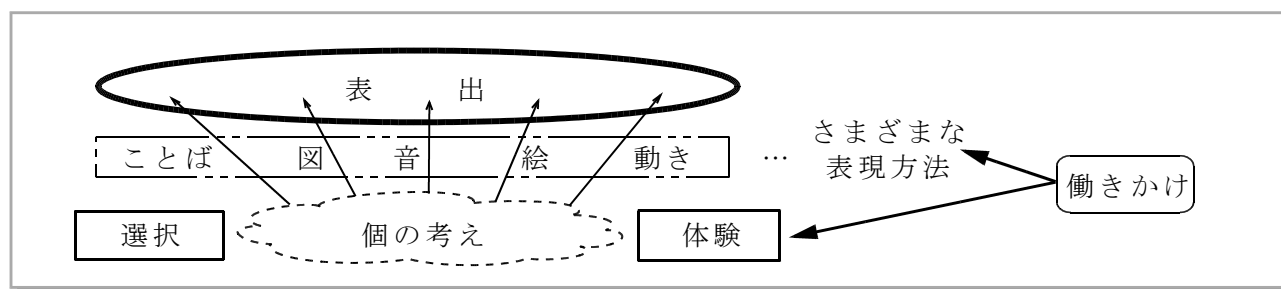 表出
ことば 図 音 絵 動き … さまざまな
表現方法
働きかけ
選択 個の考え 体験